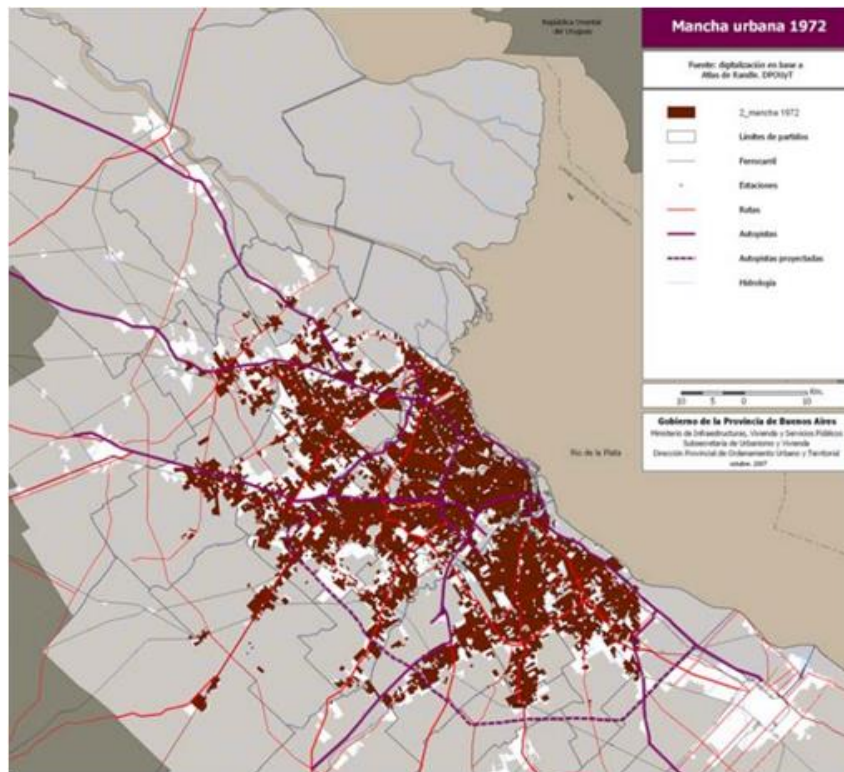 República Oriental
del Uruguay
Mancha urbana 1972
Fuente: digitalización en base a
Atlas de Randle. DPOUyT
2_mancha 1972
Límites de partidos
Ferrocarril
Estaciones
Rutas
Autopistas
Autopistas proyectadas
Hidrología
Km.
10 5 0 10
Gobierno de la Provincia de Buenos Aires
Ministerio de Infraestructuras, Vivienda y Servicios Públicos
Subsecretaría de Urbanismo y Vivienda
Dirección Provincial de Ordenamiento Urbano y Territorial
octubre, 2007
Rio de la Plata